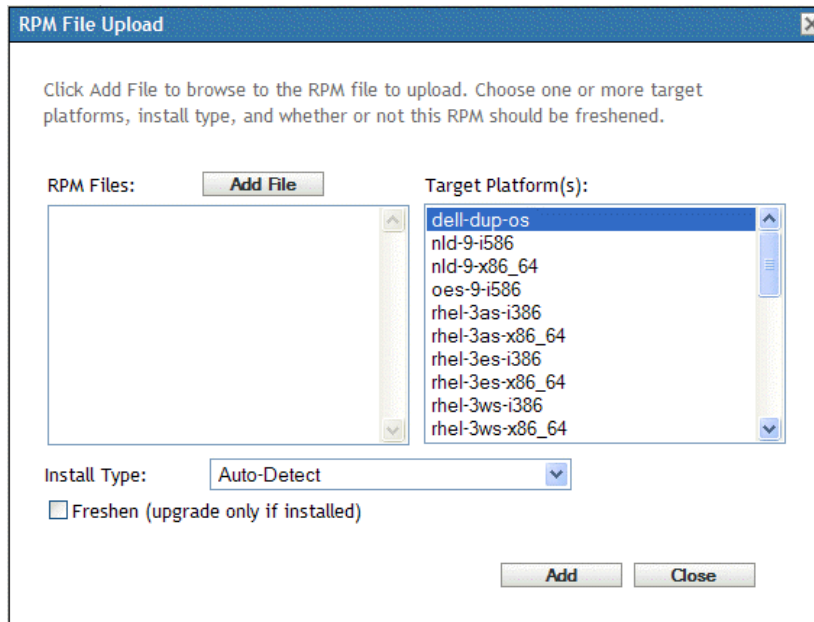 RPM File Upload
Click Add File to browse to the RPM file to upload. Choose one or more target
platforms, install type, and whether or not this RPM should be freshened.
RPM Files:
Add File
Target Platform(s):
dell-dup-os
nld-9-i586
nld-9-x86_64
oes-9-i586
rhel-3as-i386
rhel-3as-x86_64
rhel-3es-i386
rhel-3es-x86_64
rhel-3ws-i386
rhel-3ws-x86_64
Install Type:
Auto-Detect
Freshen (upgrade only if installed)
Add
Close